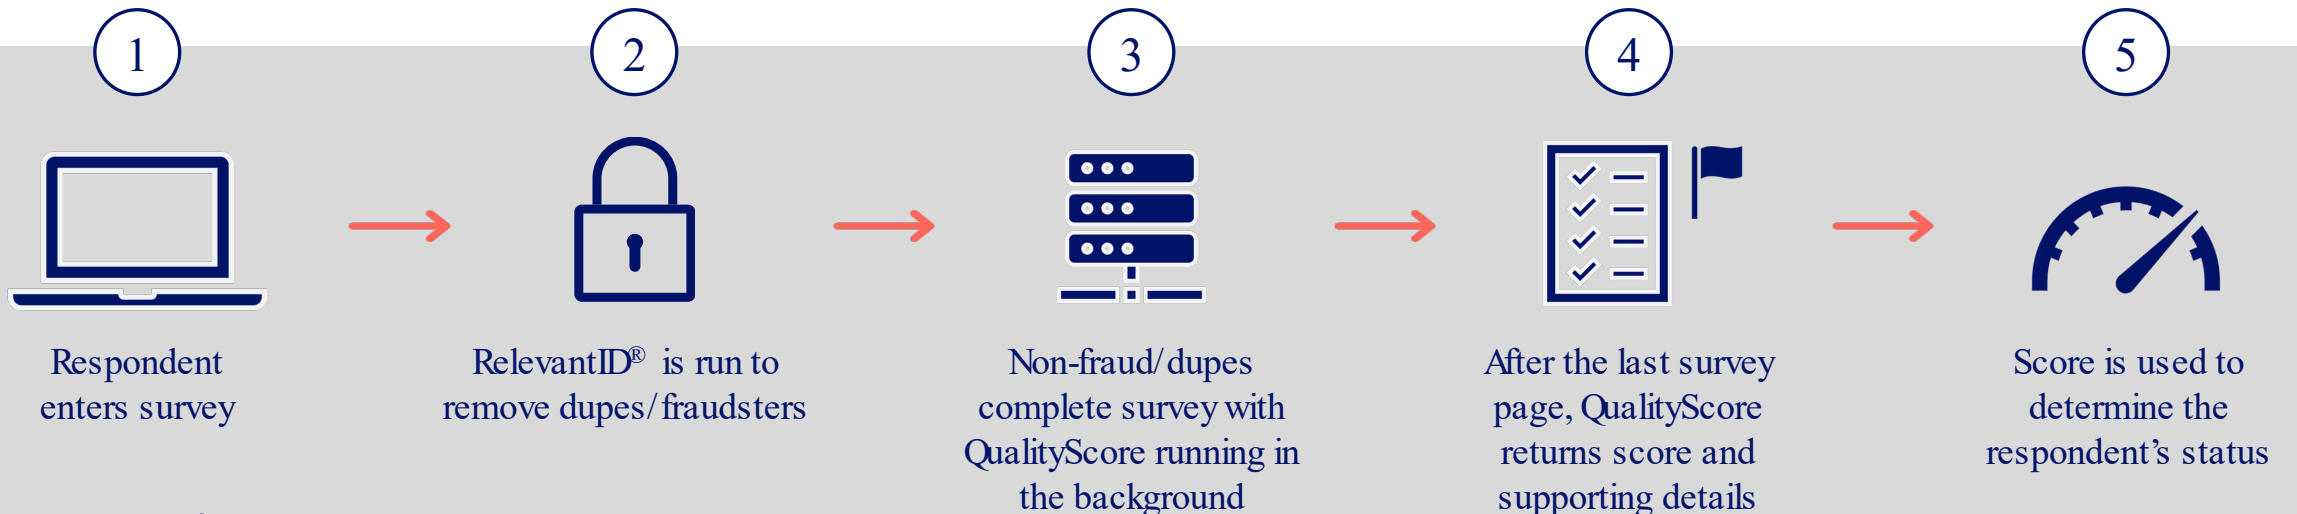 1
2
3
4
5
Respondent
enters survey
RelevantID® is run to
remove dupes/fraudsters
Non-fraud/dupes
complete survey with
QualityScore running in
the background
After the last survey
page, QualityScore
returns score and
supporting details
Score is used to
determine the
respondent’s status